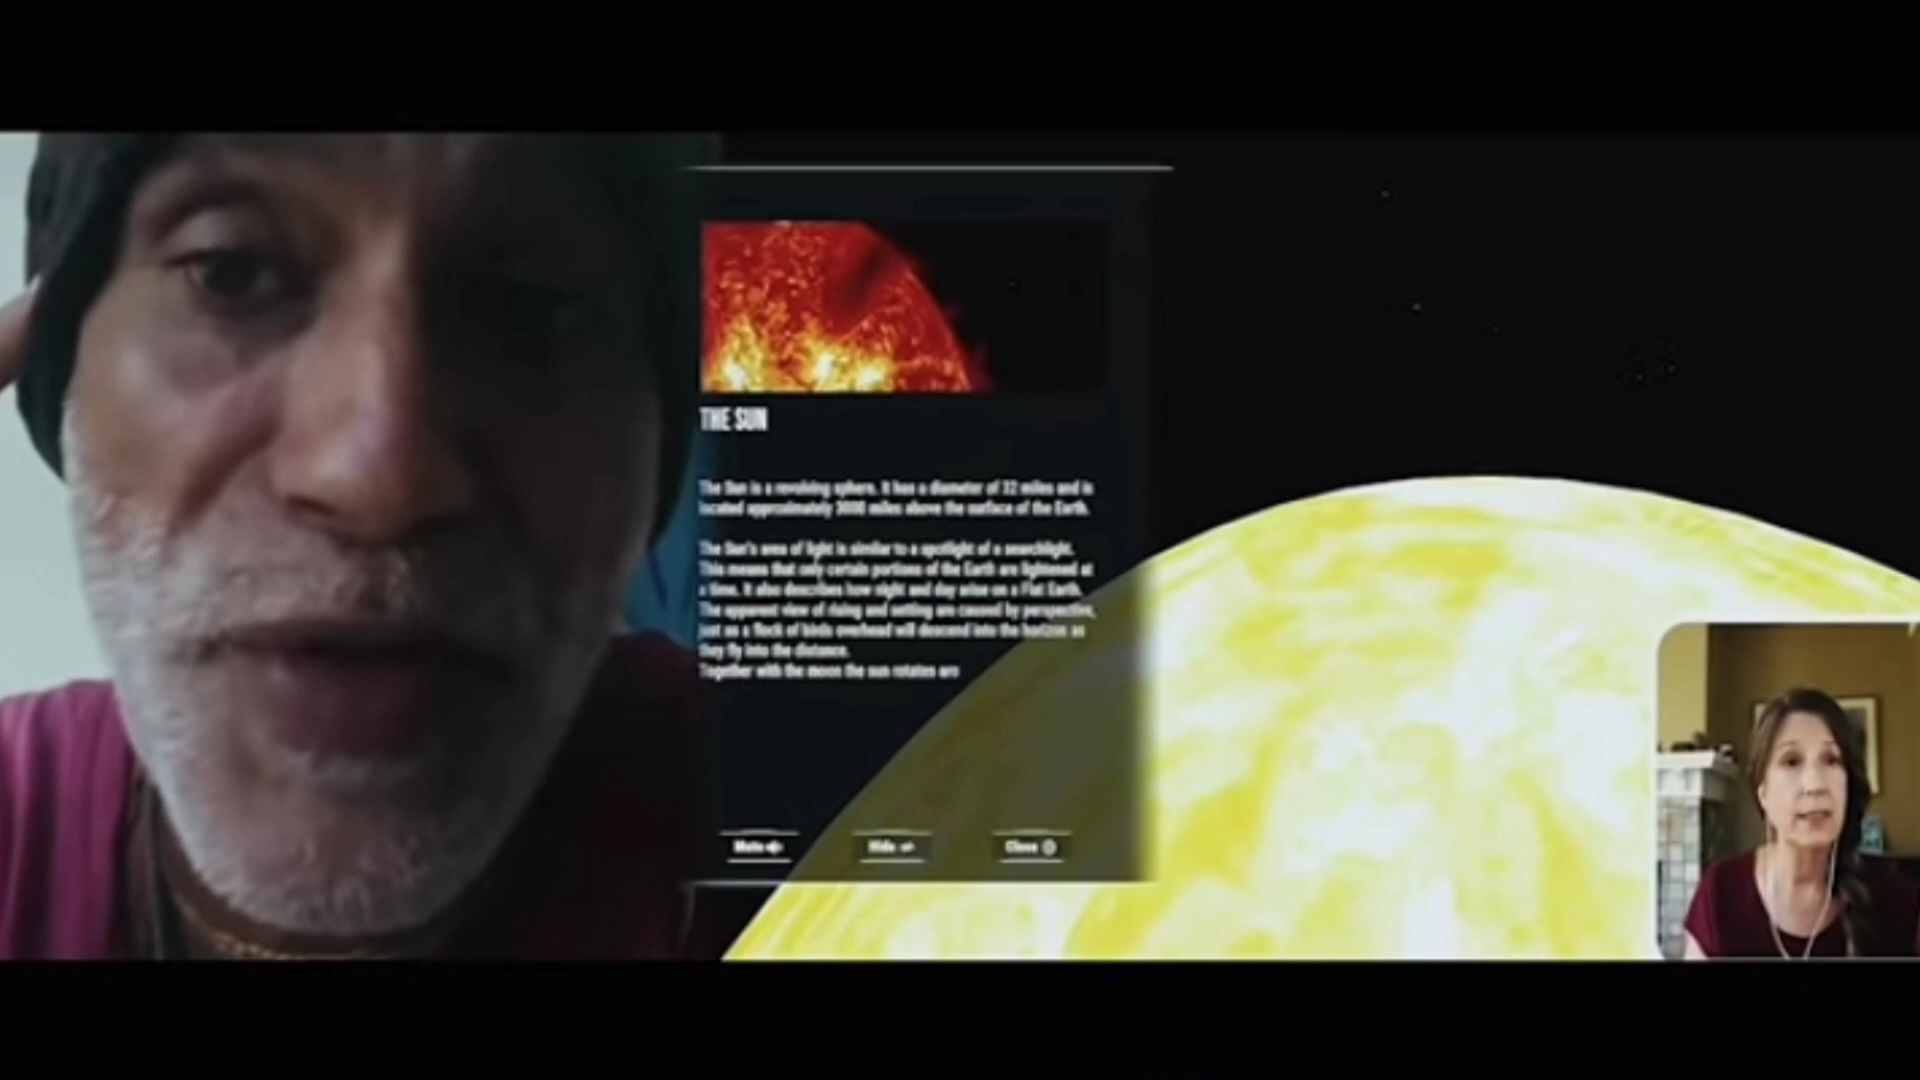 THE SUN
The Sun is a revolving sphere. It has a diameter of 32 miles and is
located approximately 3000 miles above the surface of the Earth.
The Sun's area of light is similar to a spotlight of a searchlight.
This means that only certain portions of the Earth are lightened at
a time. It also describes how night and day arise on a Flat Earth.
The apparent view of rising and setting are caused by perspective,
just as a flock of birds overhead will descend into the horizon as
they fly into the distance.
Together with the moon the sun rotates aro
Mute
Hide
Close